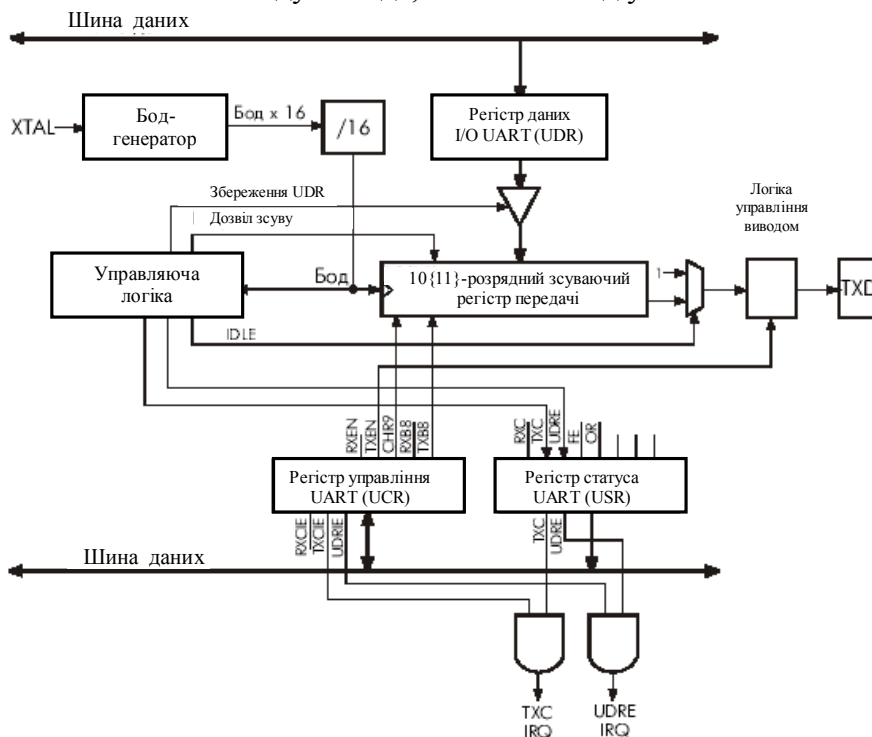 Шина даних
XTAL
Бод-
генератор
Бод x 16
/16
Регістр даних
I/O UART (UDR)
Збереження UDR
Дозвіл зсуву
Логіка
управління
виводом
Управляюча
логіка
Бод
10{11}-розрядний зсуваючий
регістр передачі
1
TXD
IDLE
RXEN
TXEN
CHR9
RXB8
TXB8
RXC
TXC
UDRE
FE
OR
Регістр управління
UART (UCR)
Регістр статуса
UART (USR)
RXCIE
TXCIE
UDRIE
TXC
UDRE
Шина даних
TXC
IRQ
UDRE
IRQ